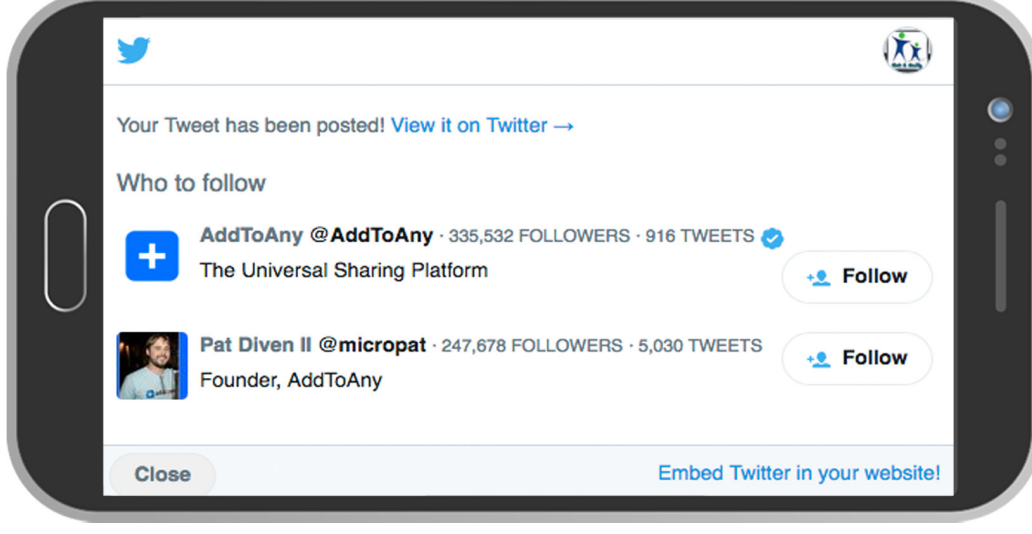 Your Tweet has been posted! View it on Twitter →
Who to follow
AddToAny @AddToAny · 335,532 FOLLOWERS · 916 TWEETS
The Universal Sharing Platform
Follow
Pat Diven II @micropat · 247,678 FOLLOWERS · 5,030 TWEETS
Founder, AddToAny
Follow
Close
Embed Twitter in your website!